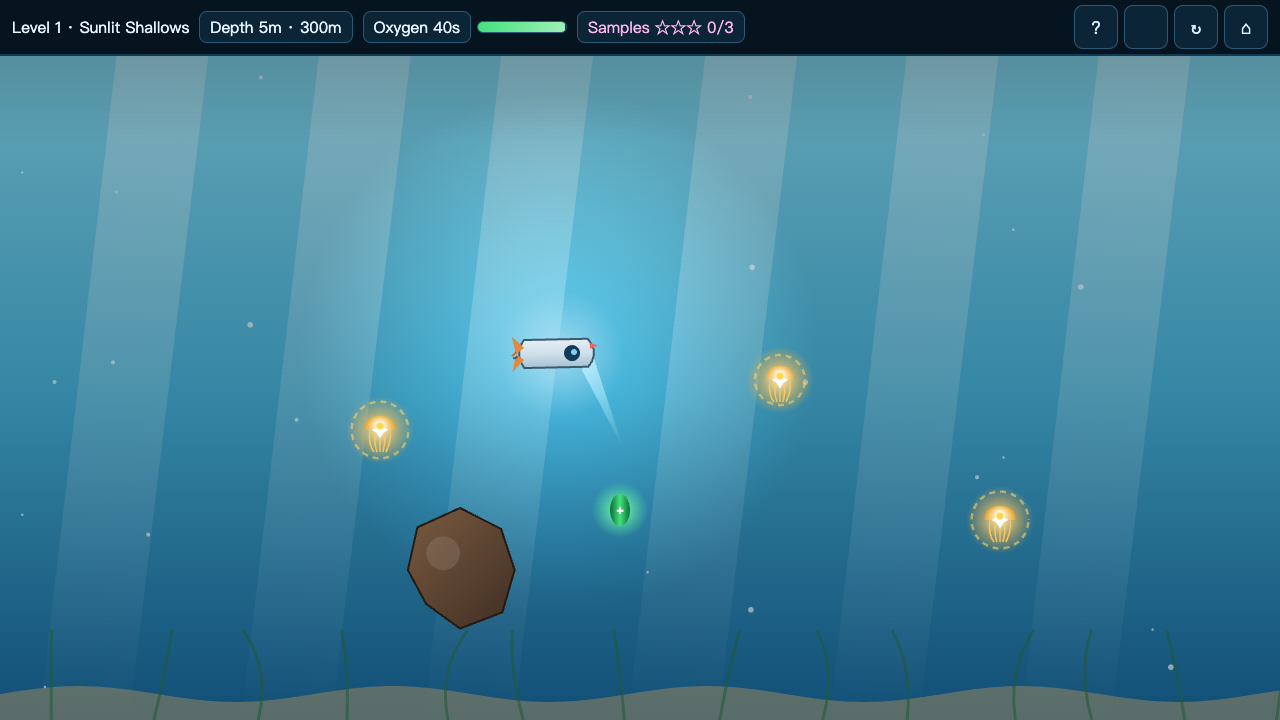 Level 1 · Sunlit Shallows
Depth 5m · 300m
Oxygen 40s
Samples ☆☆☆ 0/3
?
↻
⌂